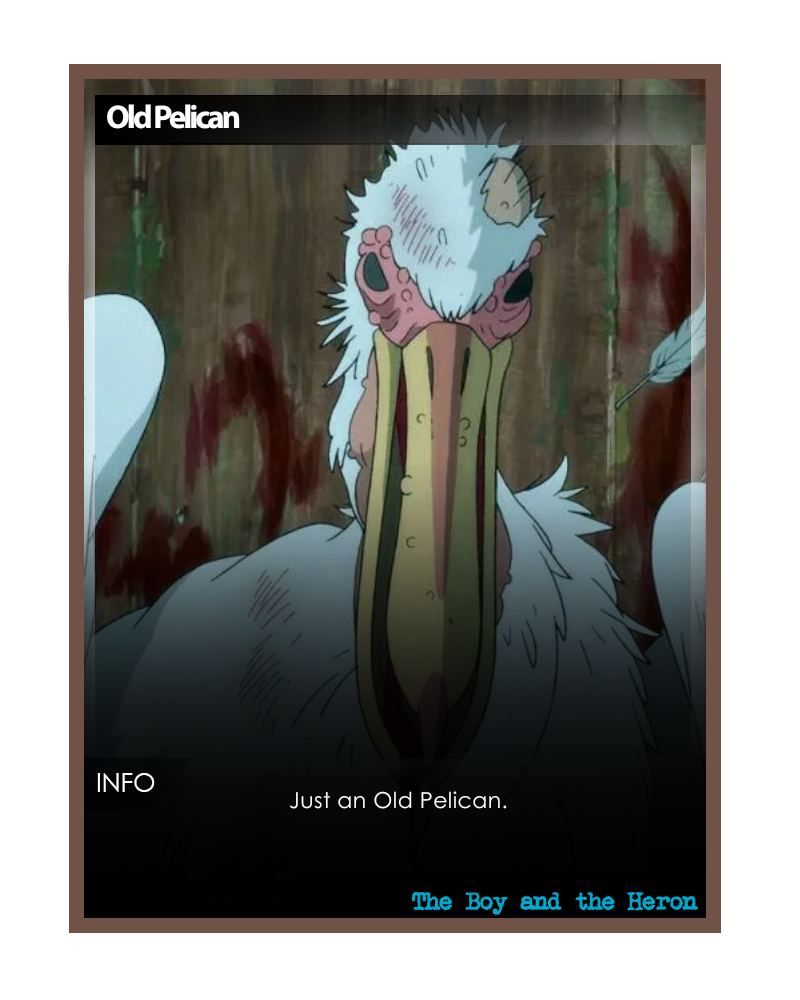 Old Pelican
INFO
Just an Old Pelican.
The Boy and the Heron